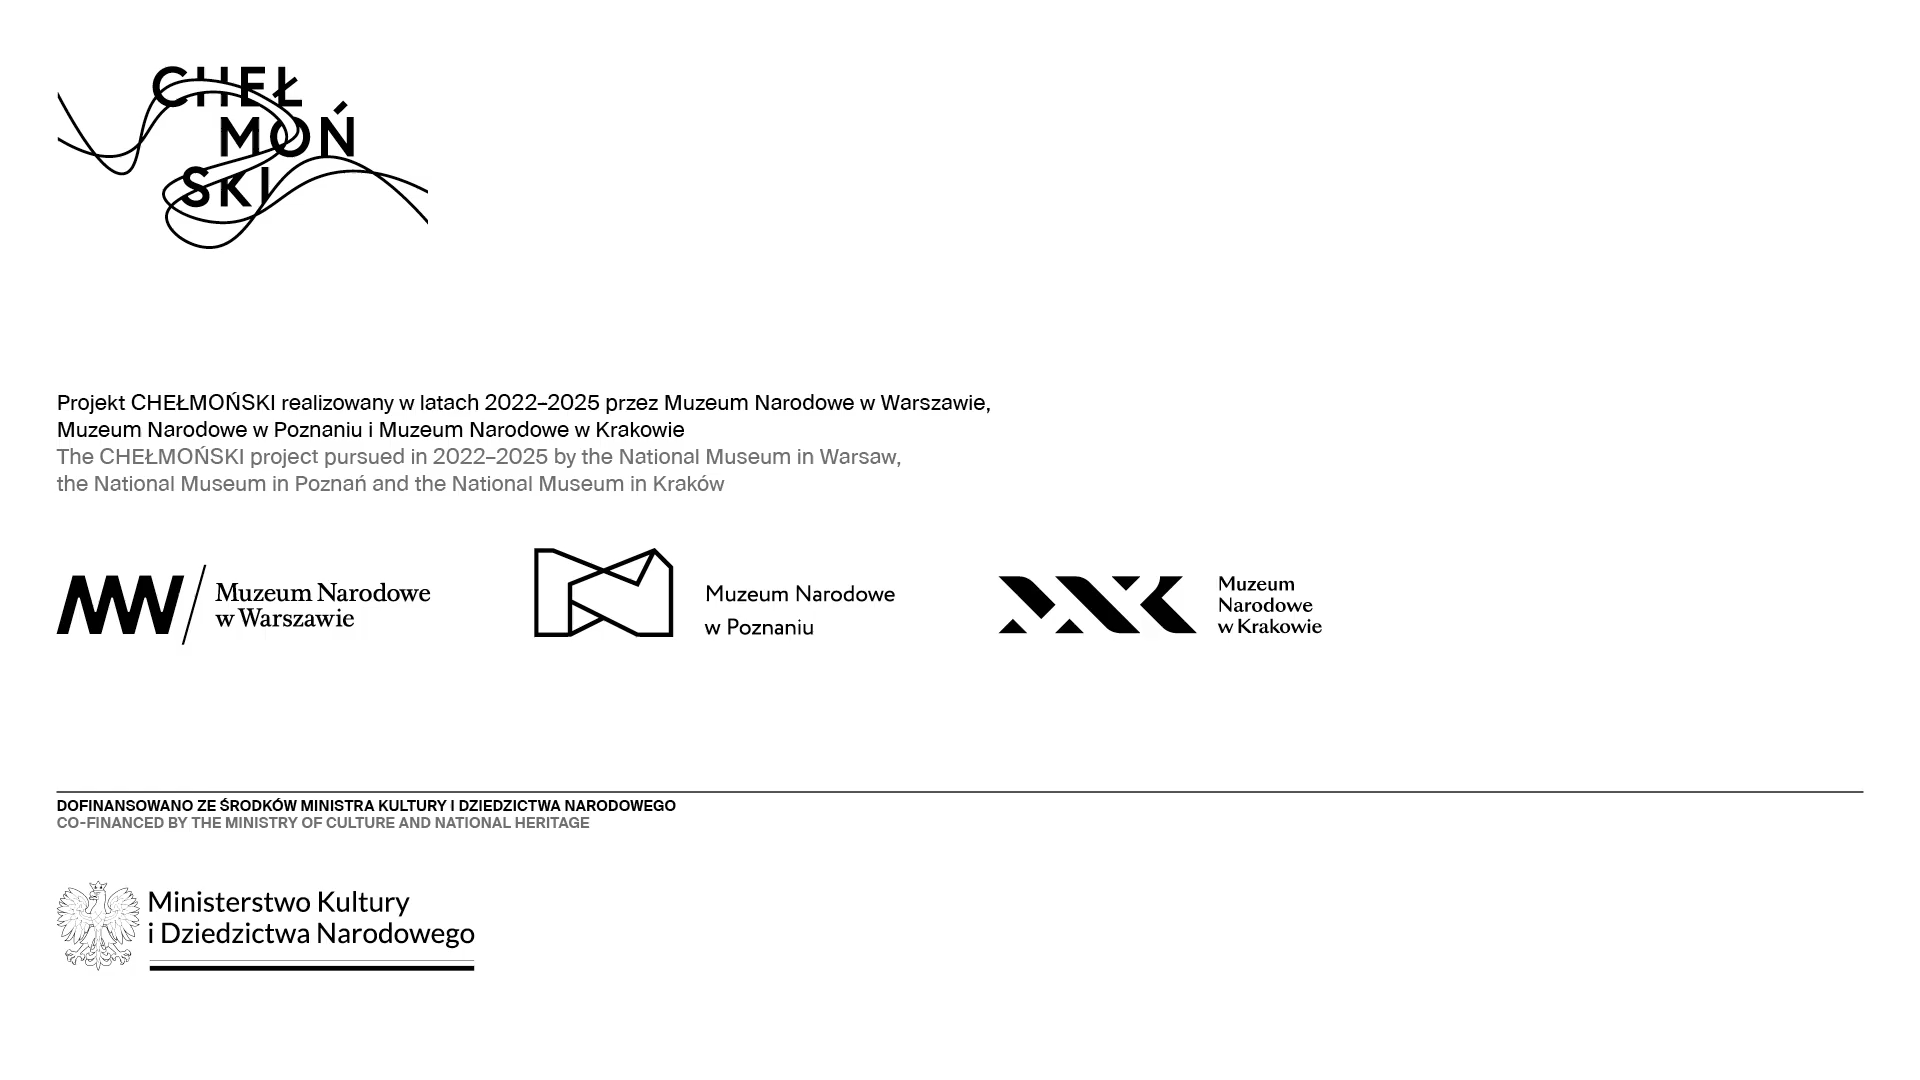 CHEŁ
MOŃ
SKI
Projekt CHEŁMOŃSKI realizowany w latach 2022–2025 przez Muzeum Narodowe w Warszawie,
Muzeum Narodowe w Poznaniu i Muzeum Narodowe w Krakowie
The CHEŁMOŃSKI project pursued in 2022–2025 by the National Museum in Warsaw,
the National Museum in Poznań and the National Museum in Kraków
Muzeum Narodowe
w Warszawie
Muzeum Narodowe
w Poznaniu
Muzeum
Narodowe
w Krakowie
DOFINANSOWANO ZE ŚRODKÓW MINISTRA KULTURY I DZIEDZICTWA NARODOWEGO
CO-FINANCED BY THE MINISTRY OF CULTURE AND NATIONAL HERITAGE
Ministerstwo Kultury
i Dziedzictwa Narodowego